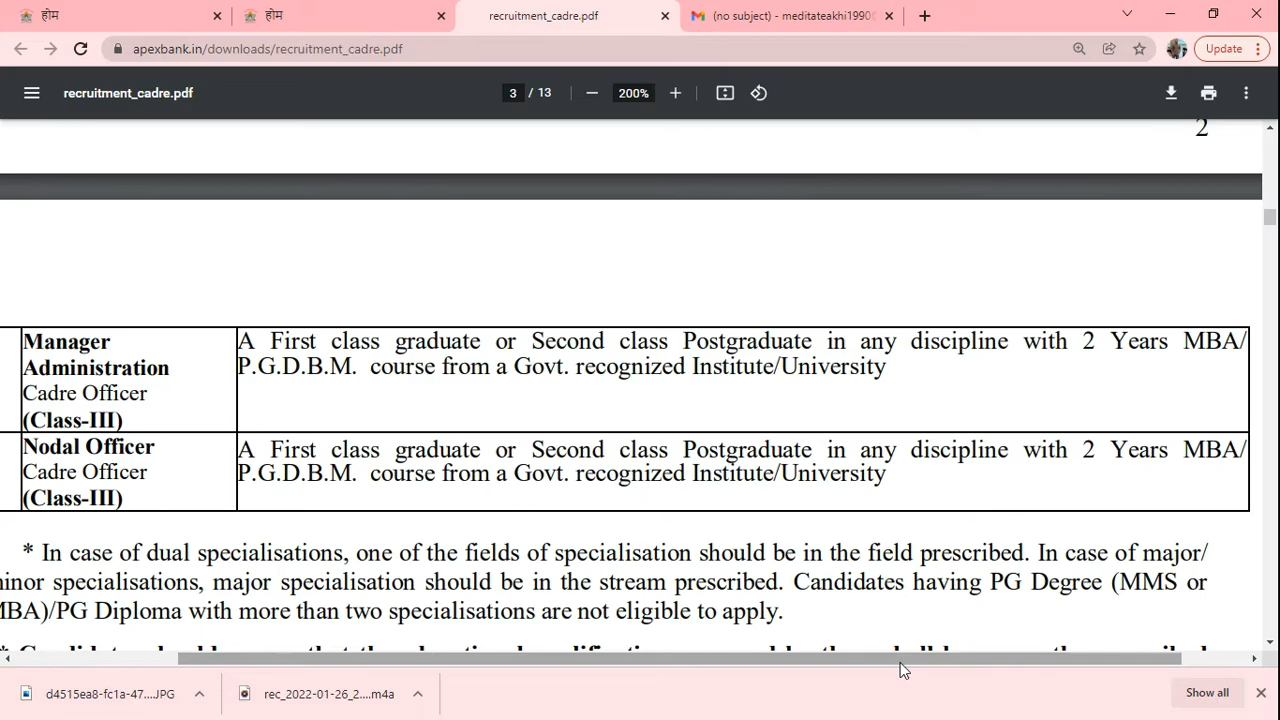 होम
होम
recruitment_cadre.pdf
(no subject) - meditateakhi1990
apexbank.in/downloads/recruitment_cadre.pdf
Update
recruitment_cadre.pdf
3 / 13
200%
2
Manager
Administration
Cadre Officer
(Class-III)
A First class graduate or Second class Postgraduate in any discipline with 2 Years MBA/
P.G.D.B.M. course from a Govt. recognized Institute/University
Nodal Officer
Cadre Officer
(Class-III)
A First class graduate or Second class Postgraduate in any discipline with 2 Years MBA/
P.G.D.B.M. course from a Govt. recognized Institute/University
* In case of dual specialisations, one of the fields of specialisation should be in the field prescribed. In case of major/
inor specialisations, major specialisation should be in the stream prescribed. Candidates having PG Degree (MMS or
MBA)/PG Diploma with more than two specialisations are not eligible to apply.
d4515ea8-fc1a-47....JPG
rec_2022-01-26_2....m4a
Show all